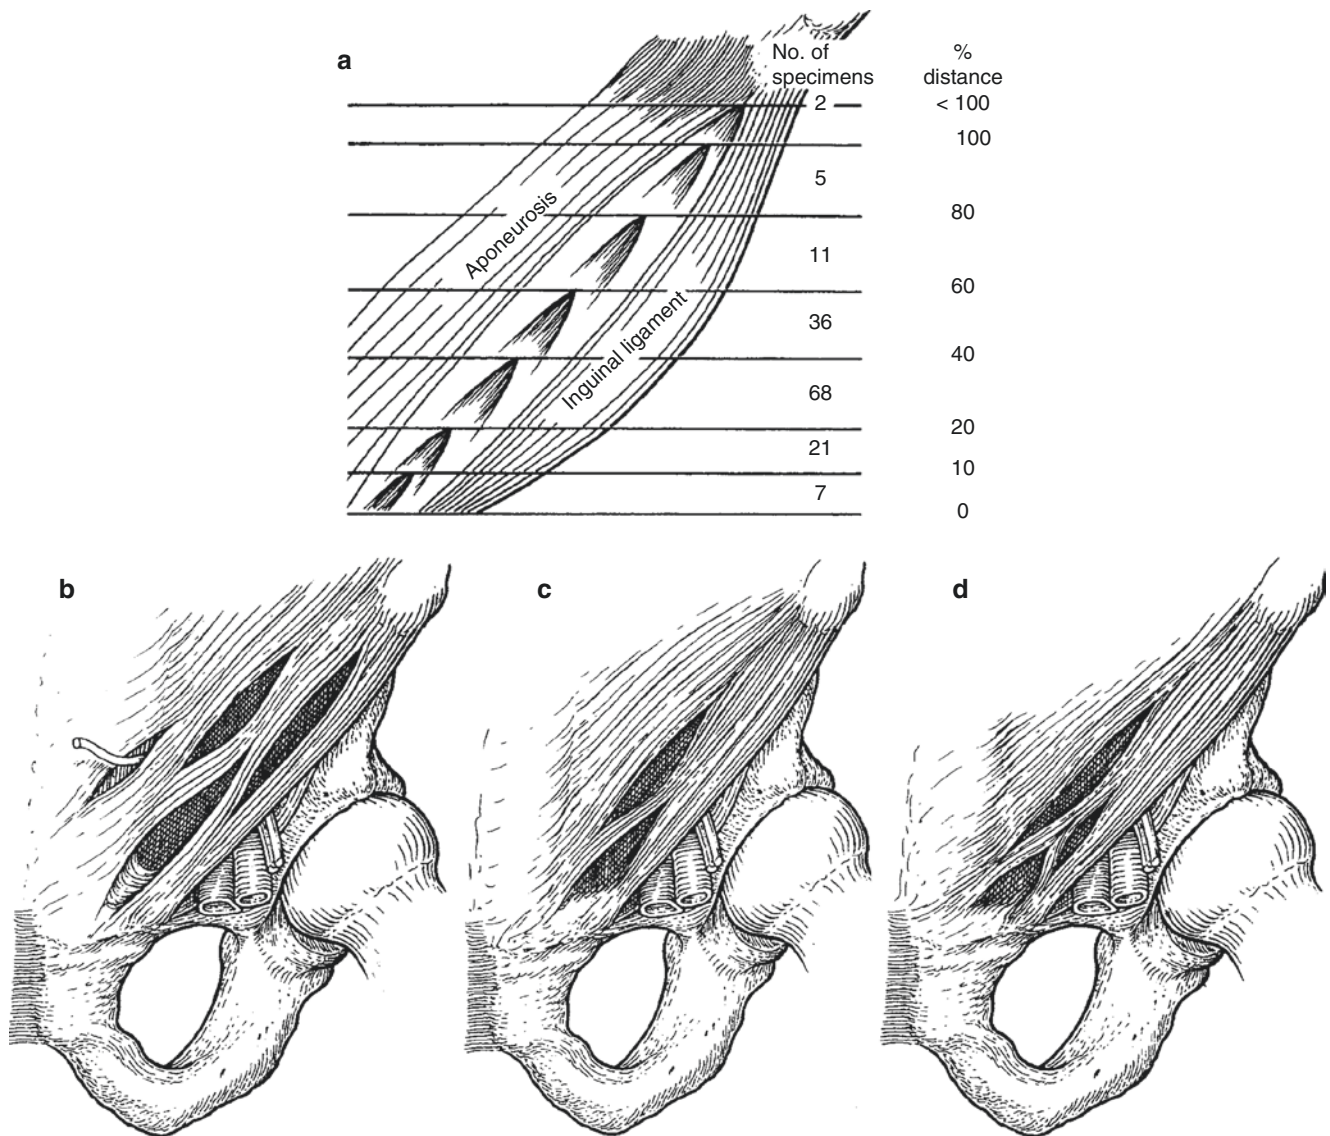 a
No. of %
specimens distance
2 < 100
100
5
80
11
60
36
40
68
20
21
10
7
0
Aponeurosis
Inguinal ligament
b
c
d